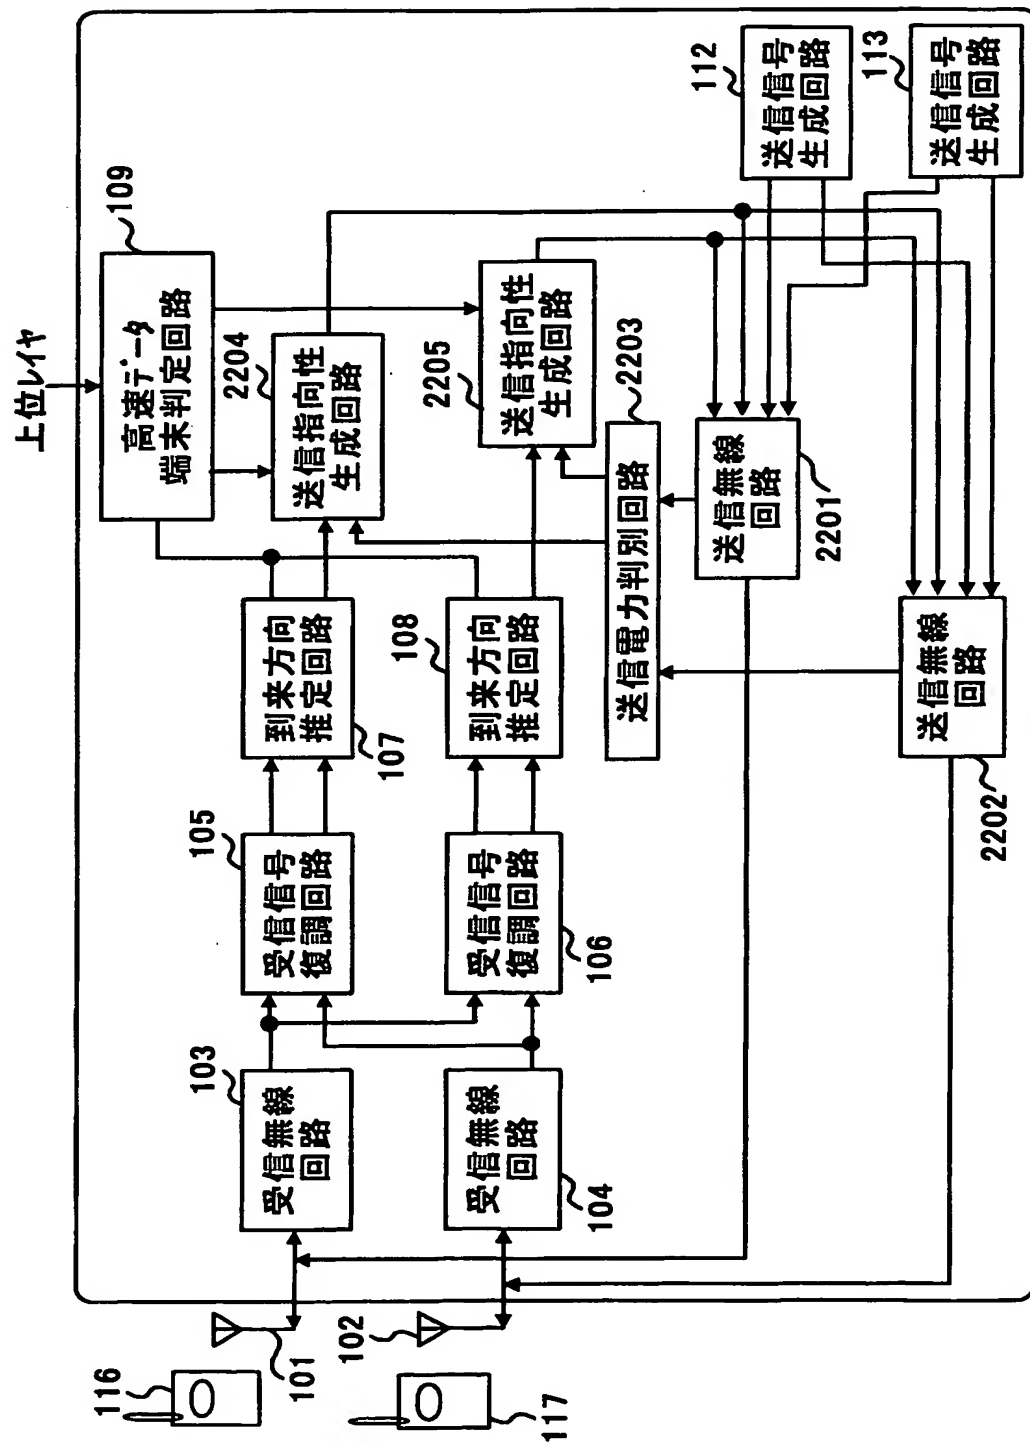 116
117
101
102
103
受信無線
回路
104
受信無線
回路
105
受信信号
復調回路
106
受信信号
復調回路
107
到来方向
推定回路
108
到来方向
推定回路
上位レイヤ
109
高速データ
端末判定回路
2204
送信指向性
生成回路
2205
送信指向性
生成回路
2203
送信電力判別回路
2201
送信無線
回路
2202
送信無線
回路
112
送信信号
生成回路
113
送信信号
生成回路